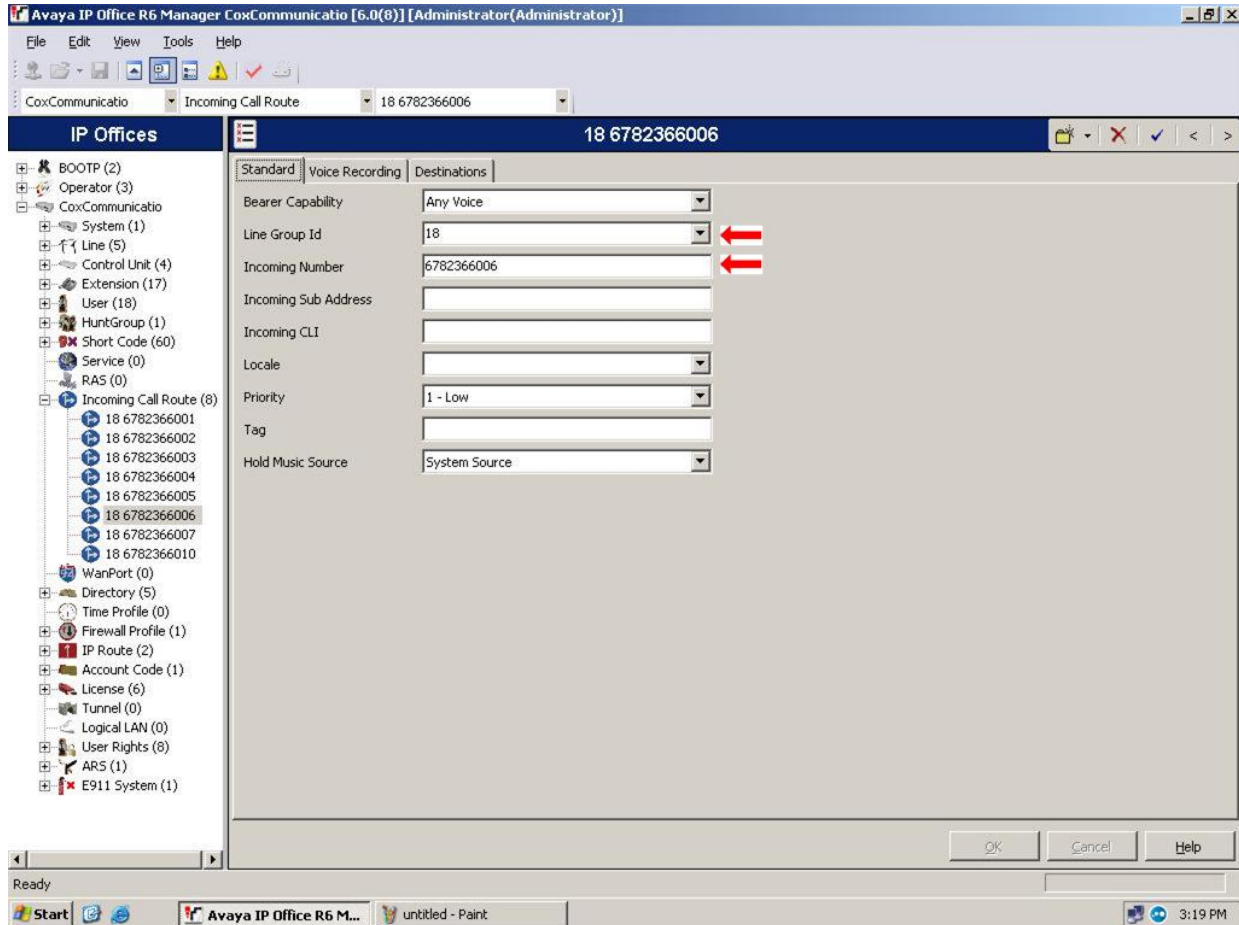 Avaya IP Office R6 Manager CoxCommunicatio [6.0(8)] [Administrator(Administrator)]
File Edit View Tools Help
CoxCommunicatio Incoming Call Route 18 6782366006
IP Offices
BOOTP (2)
Operator (3)
CoxCommunicatio
System (1)
Line (5)
Control Unit (4)
Extension (17)
User (18)
HuntGroup (1)
Short Code (60)
Service (0)
RAS (0)
Incoming Call Route (8)
18 6782366001
18 6782366002
18 6782366003
18 6782366004
18 6782366005
18 6782366006
18 6782366007
18 6782366010
WanPort (0)
Directory (5)
Time Profile (0)
Firewall Profile (1)
IP Route (2)
Account Code (1)
License (6)
Tunnel (0)
Logical LAN (0)
User Rights (8)
ARS (1)
E911 System (1)
18 6782366006
Standard Voice Recording Destinations
Bearer Capability Any Voice
Line Group Id 18
Incoming Number 6782366006
Incoming Sub Address
Incoming CLI
Locale
Priority 1 - Low
Tag
Hold Music Source System Source
OK Cancel Help
Ready
Start Avaya IP Office R6 M... untitled - Paint 3:19 PM